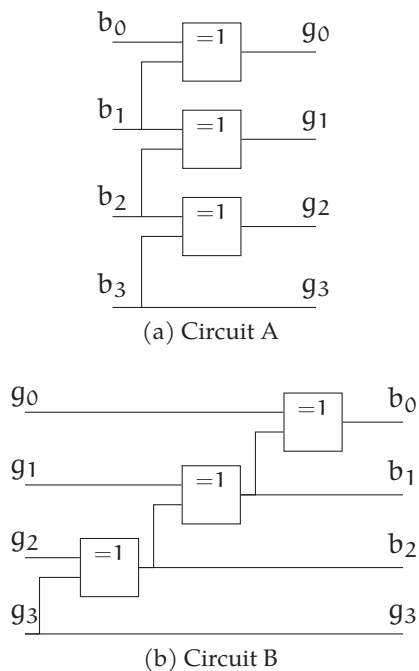 b₀ =1 g₀
b₁ =1 g₁
b₂ =1 g₂
b₃ g₃
(a) Circuit A
g₀ =1 b₀
g₁ =1 b₁
g₂ =1 b₂
g₃ g₃
(b) Circuit B